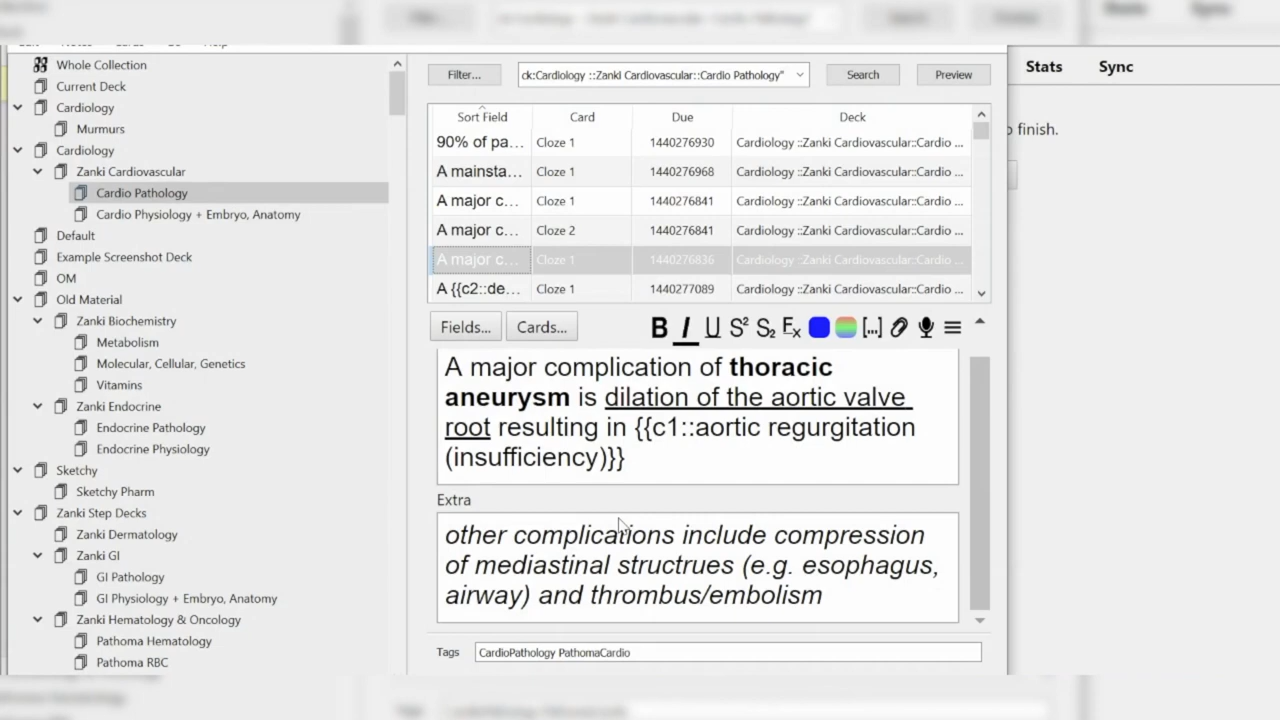 Whole Collection
Current Deck
Cardiology
Murmurs
Cardiology
Zanki Cardiovascular
Cardio Pathology
Cardio Physiology + Embryo, Anatomy
Default
Example Screenshot Deck
OM
Old Material
Zanki Biochemistry
Metabolism
Molecular, Cellular, Genetics
Vitamins
Zanki Endocrine
Endocrine Pathology
Endocrine Physiology
Sketchy
Sketchy Pharm
Zanki Step Decks
Zanki Dermatology
Zanki GI
GI Pathology
GI Physiology + Embryo, Anatomy
Zanki Hematology & Oncology
Pathoma Hematology
Pathoma RBC
Filter... ck:Cardiology ::Zanki Cardiovascular::Cardio Pathology" Search Preview
Sort Field Card Due Deck
90% of pa... Cloze 1 1440276930 Cardiology ::Zanki Cardiovascular::Cardio ...
A mainsta... Cloze 1 1440276968 Cardiology ::Zanki Cardiovascular::Cardio ...
A major c... Cloze 1 1440276841 Cardiology ::Zanki Cardiovascular::Cardio ...
A major c... Cloze 2 1440276841 Cardiology ::Zanki Cardiovascular::Cardio ...
A major c... Cloze 1 1440276836 Cardiology ::Zanki Cardiovascular::Cardio ...
A {{c2::de... Cloze 1 1440277089 Cardiology ::Zanki Cardiovascular::Cardio ...
Fields... Cards... B I U S² S₂ Eₓ [...]
A major complication of thoracic
aneurysm is dilation of the aortic valve
root resulting in {{c1::aortic regurgitation
(insufficiency)}}
Extra
other complications include compression
of mediastinal structrues (e.g. esophagus,
airway) and thrombus/embolism
Tags CardioPathology PathomaCardio
Stats Sync
o finish.